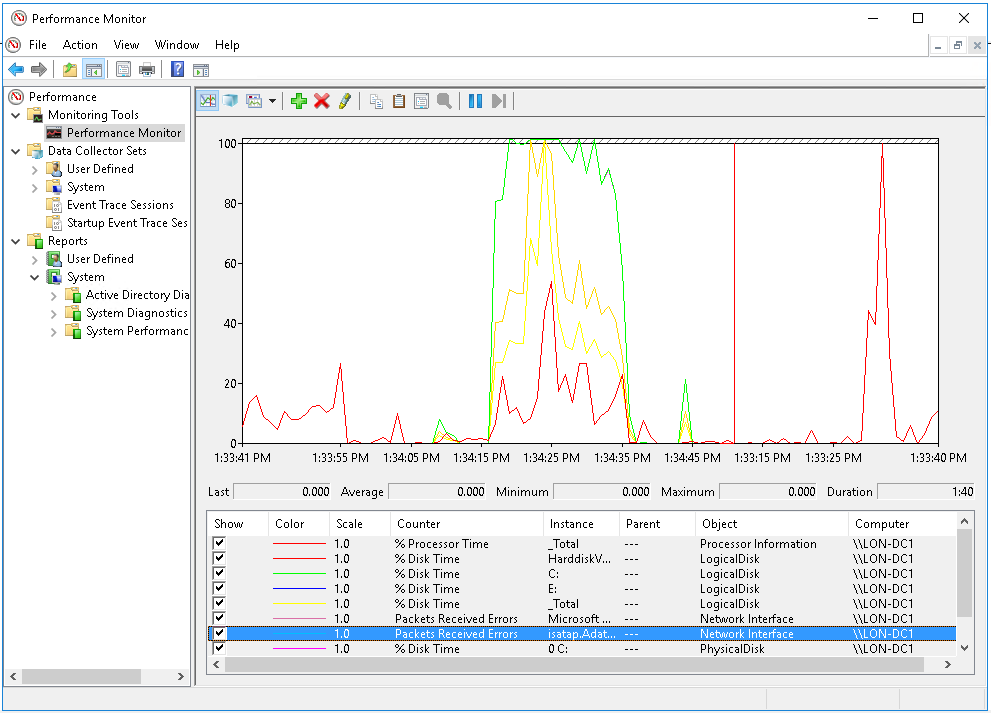 Performance Monitor
File Action View Window Help
Performance
Monitoring Tools
Performance Monitor
Data Collector Sets
User Defined
System
Event Trace Sessions
Startup Event Trace Ses
Reports
User Defined
System
Active Directory Dia
System Diagnostics
System Performanc
100
80
60
40
20
0
1:33:41 PM 1:33:55 PM 1:34:05 PM 1:34:15 PM 1:34:25 PM 1:34:35 PM 1:34:45 PM 1:33:15 PM 1:33:25 PM 1:33:40 PM
Last 0.000 Average 0.000 Minimum 0.000 Maximum 0.000 Duration 1:40
Show Color Scale Counter Instance Parent Object Computer
1.0 % Processor Time _Total --- Processor Information \\LON-DC1
1.0 % Disk Time HarddiskV... --- LogicalDisk \\LON-DC1
1.0 % Disk Time C: --- LogicalDisk \\LON-DC1
1.0 % Disk Time E: --- LogicalDisk \\LON-DC1
1.0 % Disk Time _Total --- LogicalDisk \\LON-DC1
1.0 Packets Received Errors Microsoft ... --- Network Interface \\LON-DC1
1.0 Packets Received Errors isatap.Adat... --- Network Interface \\LON-DC1
1.0 % Disk Time 0 C: --- PhysicalDisk \\LON-DC1